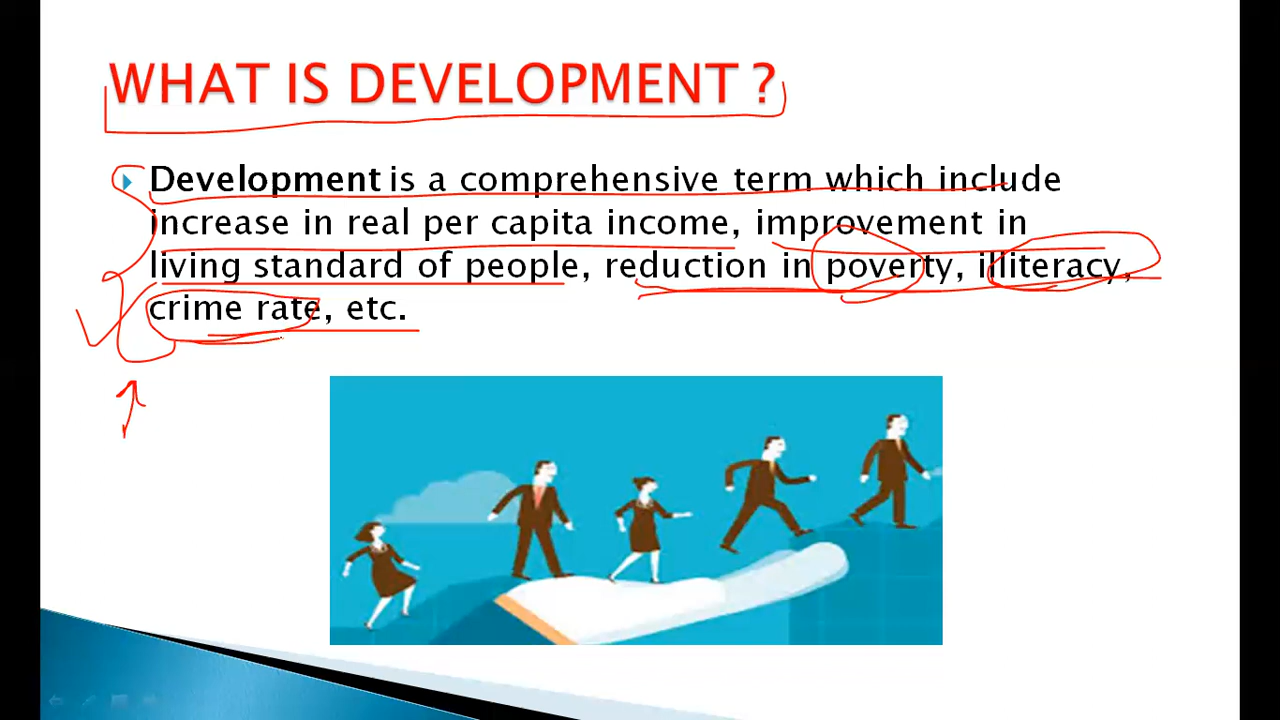 WHAT IS DEVELOPMENT ?
Development is a comprehensive term which include
increase in real per capita income, improvement in
living standard of people, reduction in poverty, illiteracy,
crime rate, etc.